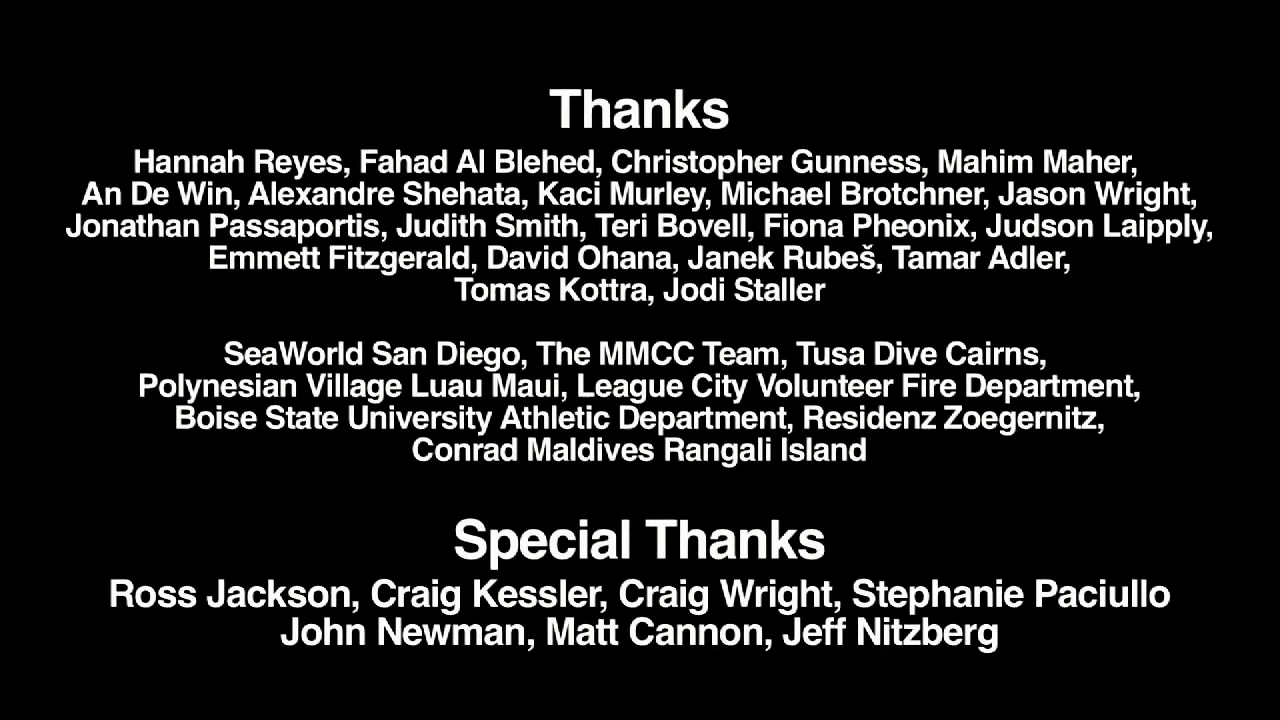 Thanks
Hannah Reyes, Fahad Al Blehed, Christopher Gunness, Mahim Maher,
An De Win, Alexandre Shehata, Kaci Murley, Michael Brotchner, Jason Wright,
Jonathan Passaportis, Judith Smith, Teri Bovell, Fiona Pheonix, Judson Laipply,
Emmett Fitzgerald, David Ohana, Janek Rubeš, Tamar Adler,
Tomas Kottra, Jodi Staller
SeaWorld San Diego, The MMCC Team, Tusa Dive Cairns,
Polynesian Village Luau Maui, League City Volunteer Fire Department,
Boise State University Athletic Department, Residenz Zoegernitz,
Conrad Maldives Rangali Island
Special Thanks
Ross Jackson, Craig Kessler, Craig Wright, Stephanie Paciullo
John Newman, Matt Cannon, Jeff Nitzberg